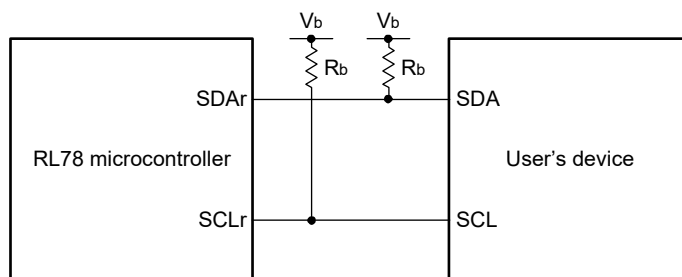 Vb Vb
Rb Rb
SDAr SDA
RL78 microcontroller User’s device
SCLr SCL